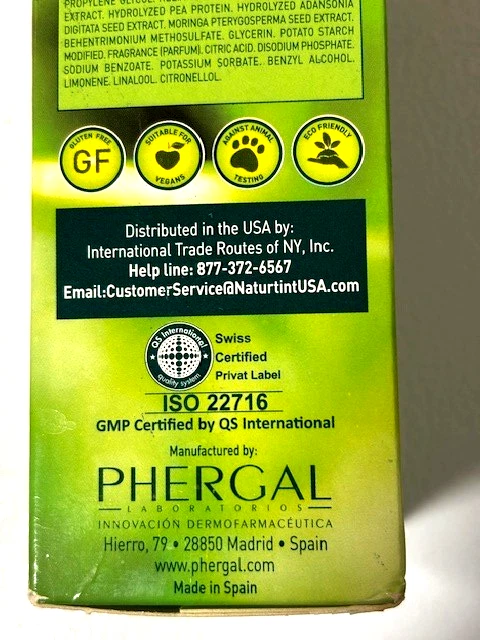 PROPYLENE GLYCOL,
EXTRACT, HYDROLYZED PEA PROTEIN, HYDROLYZED ADANSONIA
DIGITATA SEED EXTRACT, MORINGA PTERYGOSPERMA SEED EXTRACT,
BEHENTRIMONIUM METHOSULFATE, GLYCERIN, POTATO STARCH
MODIFIED, FRAGRANCE (PARFUM), CITRIC ACID, DISODIUM PHOSPHATE,
SODIUM BENZOATE, POTASSIUM SORBATE, BENZYL ALCOHOL,
LIMONENE, LINALOOL, CITRONELLOL.
GLUTEN FREE
GF
SUITABLE FOR
VEGANS
AGAINST ANIMAL
TESTING
ECO FRIENDLY
Distributed in the USA by:
International Trade Routes of NY, Inc.
Help line: 877-372-6567
Email:CustomerService@NaturtintUSA.com
QS International
quality system
Swiss
Certified
Privat Label
ISO 22716
GMP Certified by QS International
Manufactured by:
PHERGAL
LABORATORIOS
INNOVACIÓN DERMOFARMACÉUTICA
Hierro, 79 • 28850 Madrid • Spain
www.phergal.com
Made in Spain